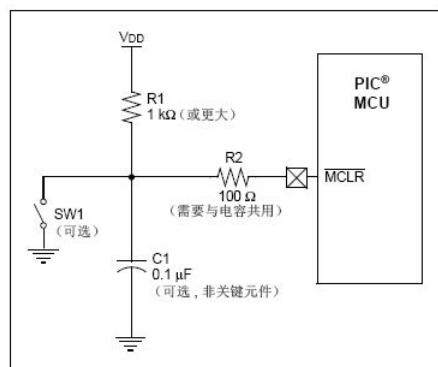 VDD
R1
1 kΩ（或更大）
PIC®
MCU
R2
MCLR
100 Ω
（需要与电容共用）
SW1
（可选）
C1
0.1 μF
（可选，非关键元件）